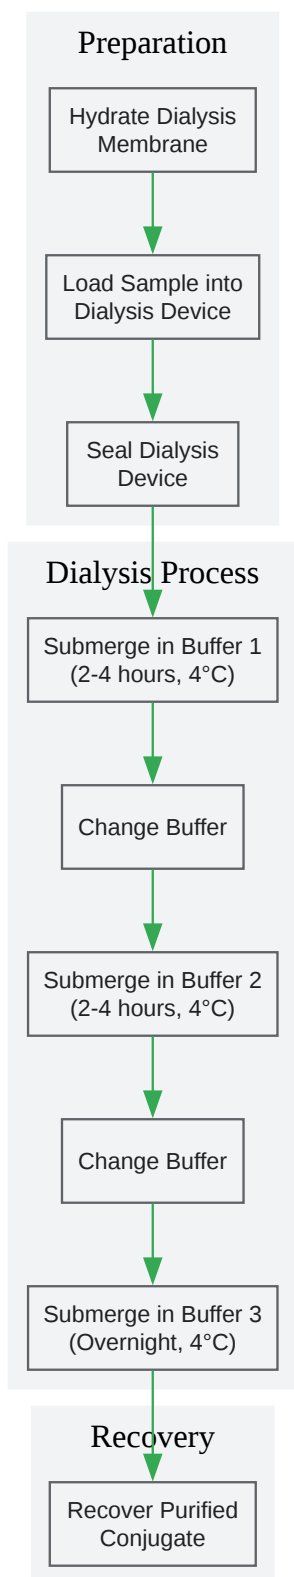 Preparation
Hydrate Dialysis
Membrane
Load Sample into
Dialysis Device
Seal Dialysis
Device
Dialysis Process
Submerge in Buffer 1
(2-4 hours, 4°C)
Change Buffer
Submerge in Buffer 2
(2-4 hours, 4°C)
Change Buffer
Submerge in Buffer 3
(Overnight, 4°C)
Recovery
Recover Purified
Conjugate